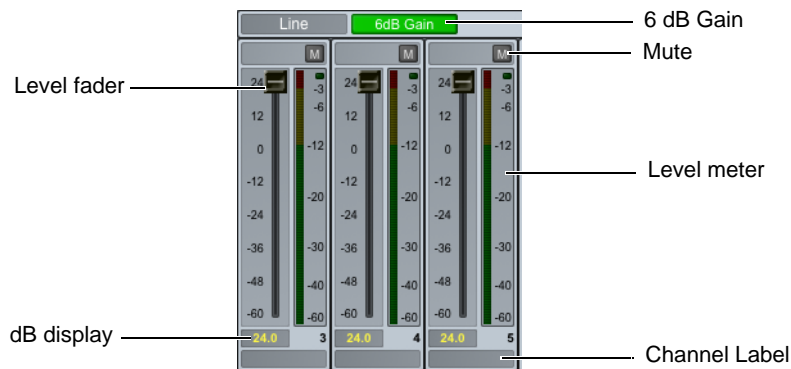 Line 6dB Gain 6 dB Gain
M M M Mute
Level fader
24 -3 24 -3 24 -3
-6 -6 -6
12 12 12
0 -12 0 -12 0 -12
Level meter
-12 -12 -12
-20 -20 -20
-24 -24 -24
-36 -30 -36 -30 -36 -30
-48 -40 -48 -40 -48 -40
-60 -60 -60 -60 -60 -60
dB display 24.0 3 24.0 4 24.0 5
Channel Label